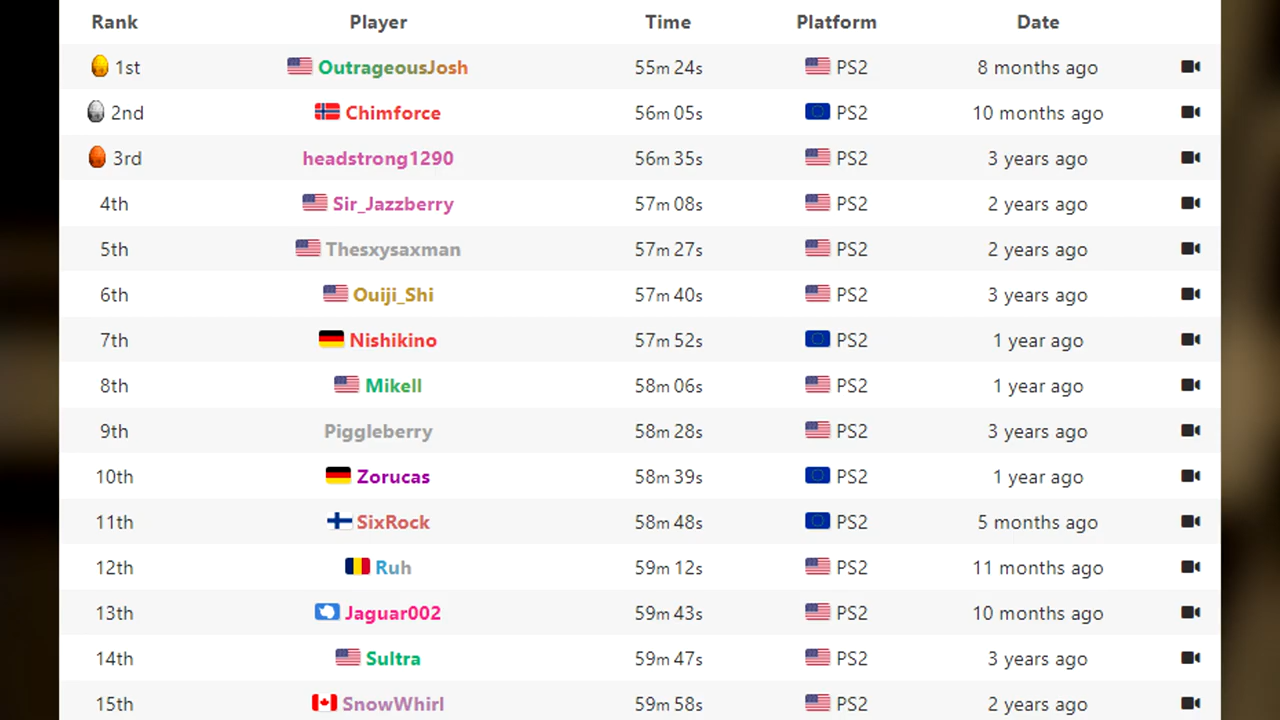 Rank Player Time Platform Date
1st OutrageousJosh 55m 24s PS2 8 months ago
2nd Chimforce 56m 05s PS2 10 months ago
3rd headstrong1290 56m 35s PS2 3 years ago
4th Sir_Jazzberry 57m 08s PS2 2 years ago
5th Thesxysaxman 57m 27s PS2 2 years ago
6th Ouiji_Shi 57m 40s PS2 3 years ago
7th Nishikino 57m 52s PS2 1 year ago
8th Mikell 58m 06s PS2 1 year ago
9th Piggleberry 58m 28s PS2 3 years ago
10th Zorucas 58m 39s PS2 1 year ago
11th SixRock 58m 48s PS2 5 months ago
12th Ruh 59m 12s PS2 11 months ago
13th Jaguar002 59m 43s PS2 10 months ago
14th Sultra 59m 47s PS2 3 years ago
15th SnowWhirl 59m 58s PS2 2 years ago